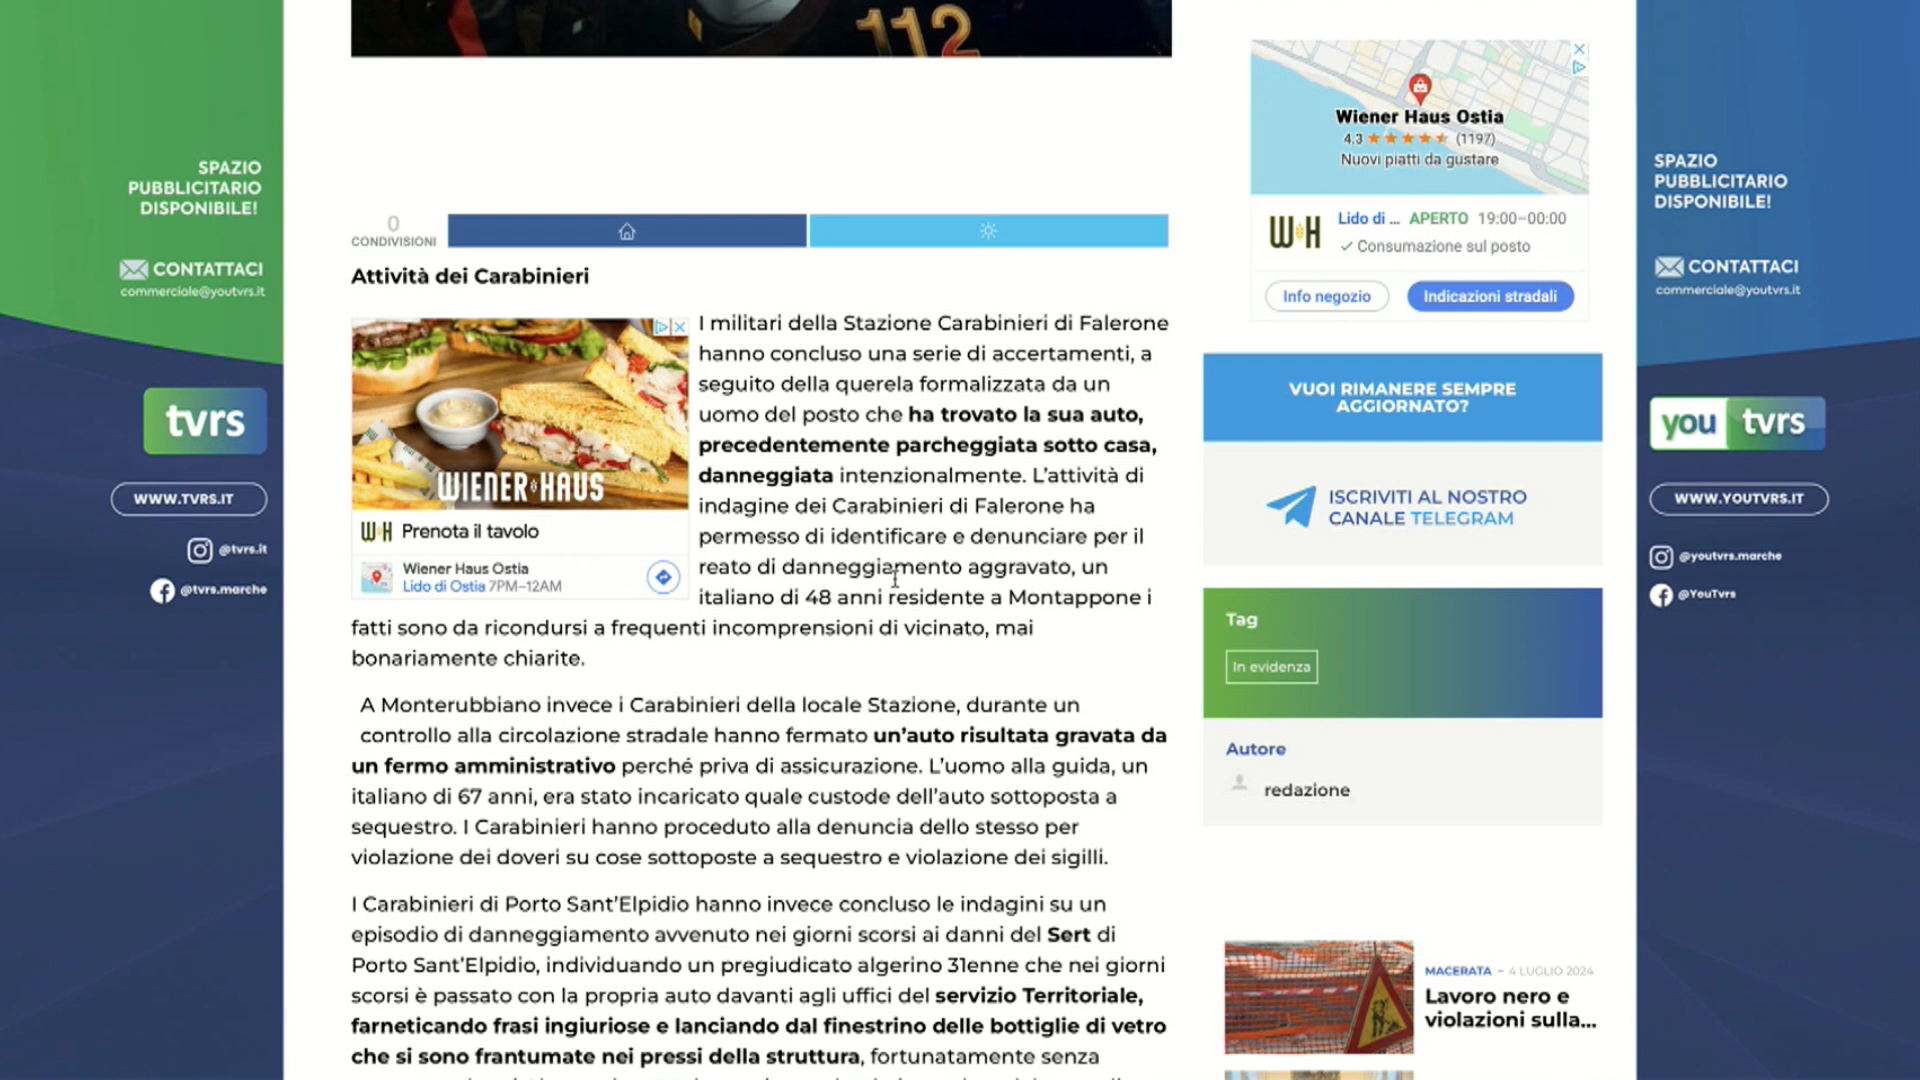 112
SPAZIO
PUBBLICITARIO
DISPONIBILE!
CONTATTACI
commerciale@youtvrs.it
tvrs
WWW.TVRS.IT
@tvrs.it
@tvrs.marche
0
CONDIVISIONI
Attività dei Carabinieri
WIENER HAUS
W H Prenota il tavolo
Wiener Haus Ostia
Lido di Ostia 7PM–12AM
I militari della Stazione Carabinieri di Falerone
hanno concluso una serie di accertamenti, a
seguito della querela formalizzata da un
uomo del posto che ha trovato la sua auto,
precedentemente parcheggiata sotto casa,
danneggiata intenzionalmente. L’attività di
indagine dei Carabinieri di Falerone ha
permesso di identificare e denunciare per il
reato di danneggiamento aggravato, un
italiano di 48 anni residente a Montappone i
fatti sono da ricondursi a frequenti incomprensioni di vicinato, mai
bonariamente chiarite.
A Monterubbiano invece i Carabinieri della locale Stazione, durante un
controllo alla circolazione stradale hanno fermato un’auto risultata gravata da
un fermo amministrativo perché priva di assicurazione. L’uomo alla guida, un
italiano di 67 anni, era stato incaricato quale custode dell’auto sottoposta a
sequestro. I Carabinieri hanno proceduto alla denuncia dello stesso per
violazione dei doveri su cose sottoposte a sequestro e violazione dei sigilli.
I Carabinieri di Porto Sant’Elpidio hanno invece concluso le indagini su un
episodio di danneggiamento avvenuto nei giorni scorsi ai danni del Sert di
Porto Sant’Elpidio, individuando un pregiudicato algerino 31enne che nei giorni
scorsi è passato con la propria auto davanti agli uffici del servizio Territoriale,
farneticando frasi ingiuriose e lanciando dal finestrino delle bottiglie di vetro
che si sono frantumate nei pressi della struttura, fortunatamente senza
Wiener Haus Ostia
4.3 (1197)
Nuovi piatti da gustare
W H
Lido di ... APERTO 19:00–00:00
Consumazione sul posto
Info negozio
Indicazioni stradali
VUOI RIMANERE SEMPRE
AGGIORNATO?
ISCRIVITI AL NOSTRO
CANALE TELEGRAM
Tag
In evidenza
Autore
redazione
MACERATA – 4 LUGLIO 2024
Lavoro nero e
violazioni sulla...
SPAZIO
PUBBLICITARIO
DISPONIBILE!
CONTATTACI
commerciale@youtvrs.it
you tvrs
WWW.YOUTVRS.IT
@youtvrs.marche
@YouTvrs